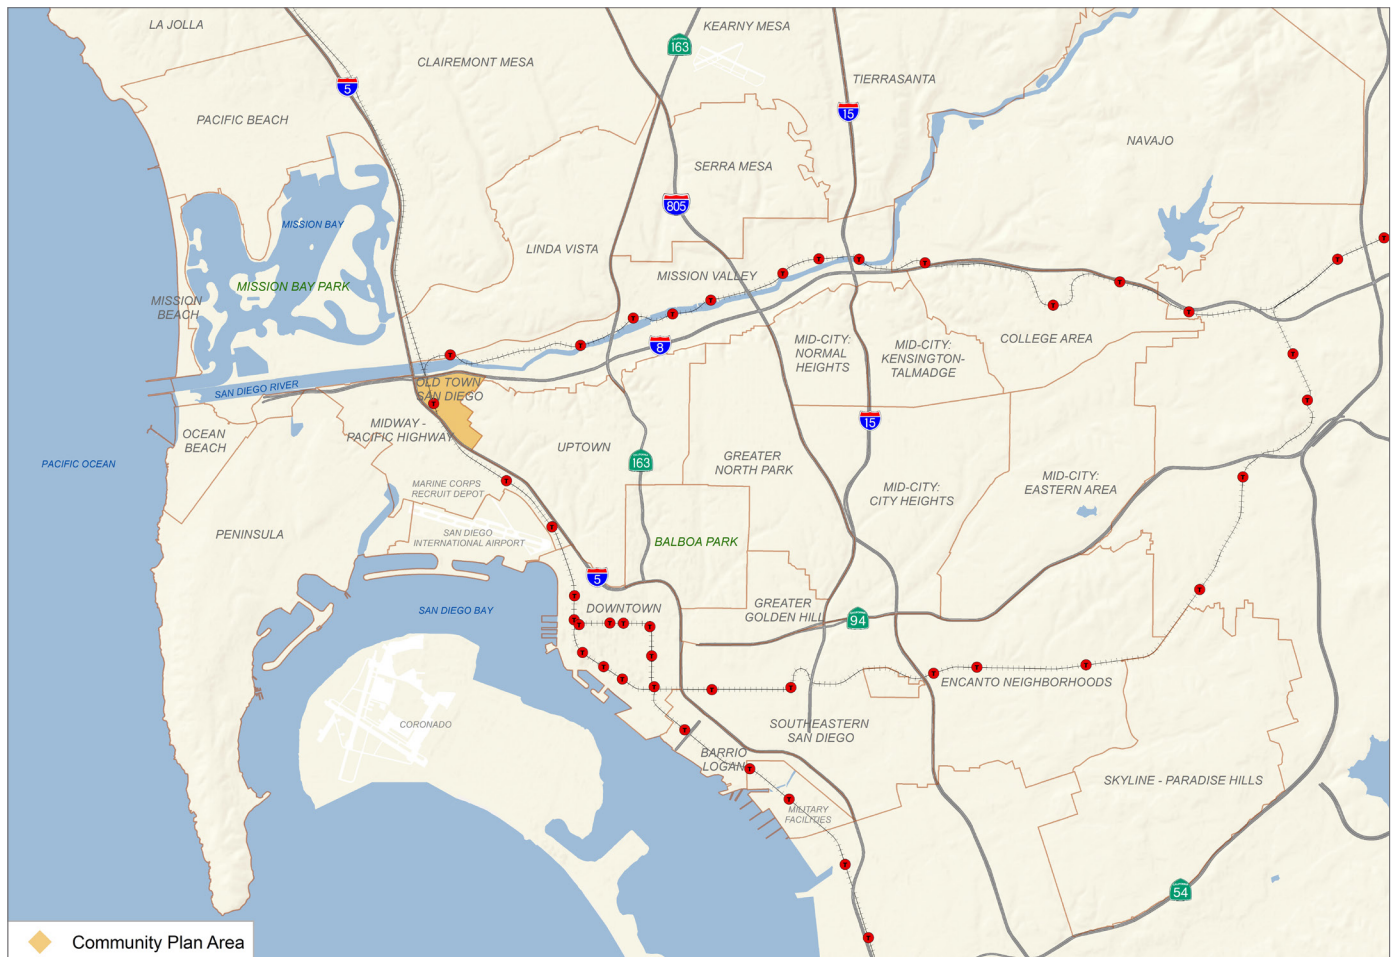 LA JOLLA
KEARNY MESA
163
CLAIREMONT MESA
TIERRASANTA
5
15
PACIFIC BEACH
NAVAJO
SERRA MESA
805
MISSION BAY
LINDA VISTA
MISSION VALLEY
MISSION BAY PARK
MISSION
BEACH
MID-CITY:
NORMAL
HEIGHTS
MID-CITY:
KENSINGTON-
TALMADGE
COLLEGE AREA
8
SAN DIEGO RIVER
OLD TOWN
SAN DIEGO
MIDWAY -
PACIFIC HIGHWAY
OCEAN
BEACH
15
UPTOWN
163
GREATER
NORTH PARK
PACIFIC OCEAN
MID-CITY:
CITY HEIGHTS
MID-CITY:
EASTERN AREA
MARINE CORPS
RECRUIT DEPOT
PENINSULA
SAN DIEGO
INTERNATIONAL AIRPORT
BALBOA PARK
5
SAN DIEGO BAY
DOWNTOWN
GREATER
GOLDEN HILL
94
ENCANTO NEIGHBORHOODS
CORONADO
SOUTHEASTERN
SAN DIEGO
BARRIO
LOGAN
SKYLINE - PARADISE HILLS
MILITARY
FACILITIES
54
Community Plan Area